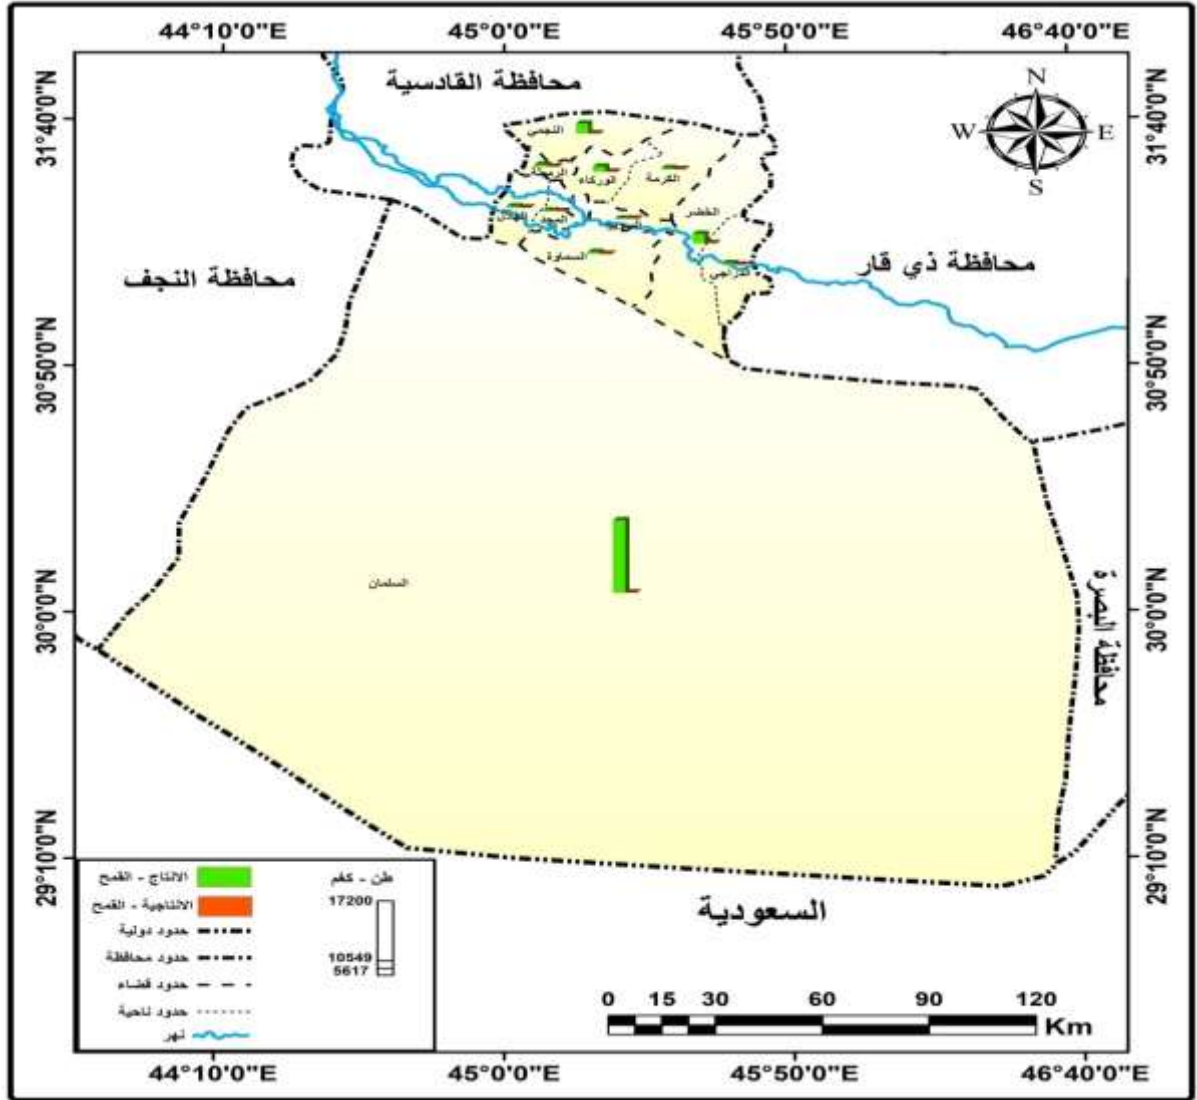 44°10'0"E 45°0'0"E 45°50'0"E 46°40'0"E
31°40'0"N
30°50'0"N
30°0'0"N
29°10'0"N
31°40'0"N
30°50'0"N
30°0'0"N
29°10'0"N
N
W E
S
محافظة القادسية
محافظة النجف
محافظة ذي قار
محافظة البصرة
السعودية
النجمي
الوركاء
الكرمة
الخضر
المجد
السماوة
الدراجي
السلمان
الانتاج - القمح
الانتاجية - القمح
حدود دولية
حدود محافظة
حدود قضاء
حدود ناحية
نهر
طن - كغم
17200
10549
5617
0 15 30 60 90 120
Km
44°10'0"E 45°0'0"E 45°50'0"E 46°40'0"E